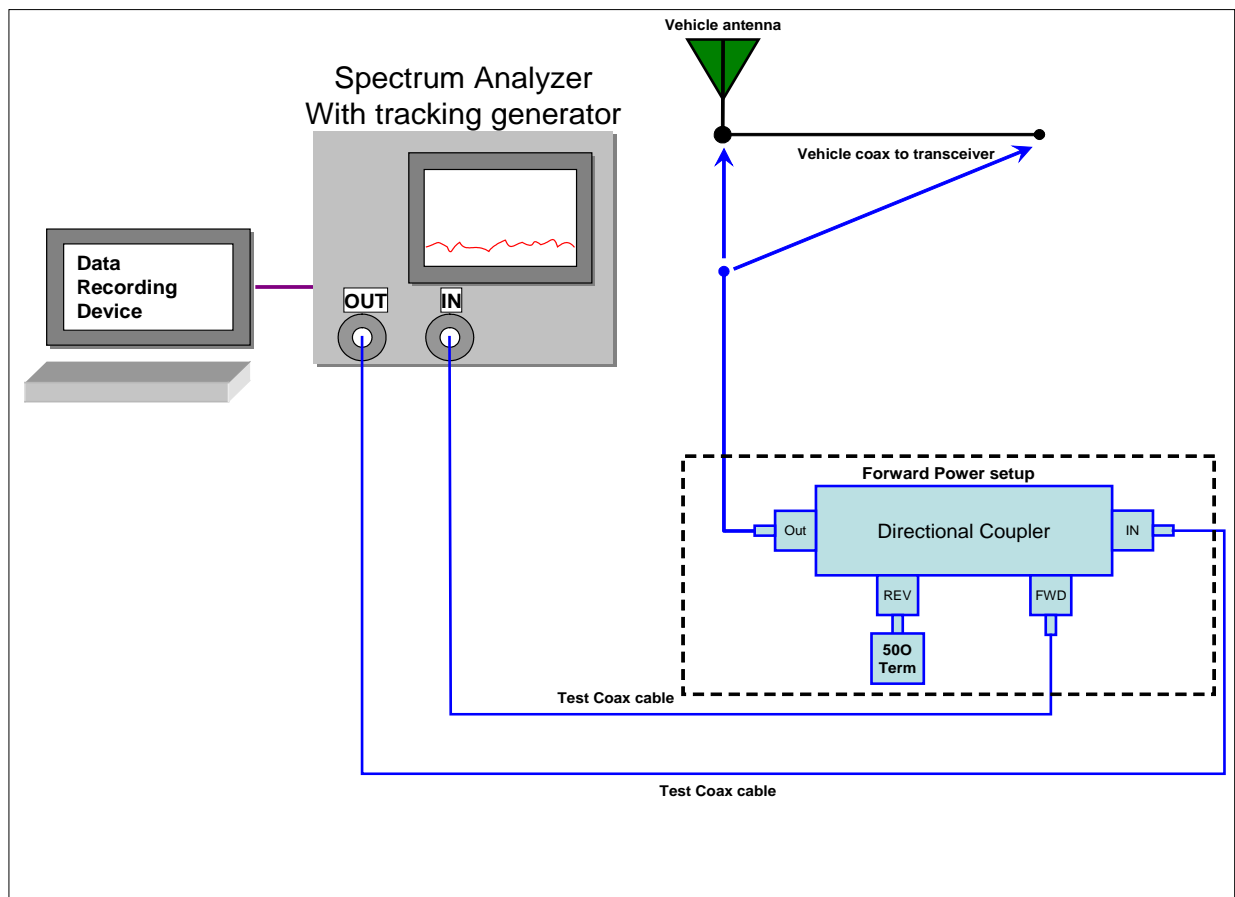 Vehicle antenna
Spectrum Analyzer
With tracking generator
Vehicle coax to transceiver
Data
Recording
Device
OUT
IN
Forward Power setup
Out
Directional Coupler
IN
REV
FWD
50O
Term
Test Coax cable
Test Coax cable